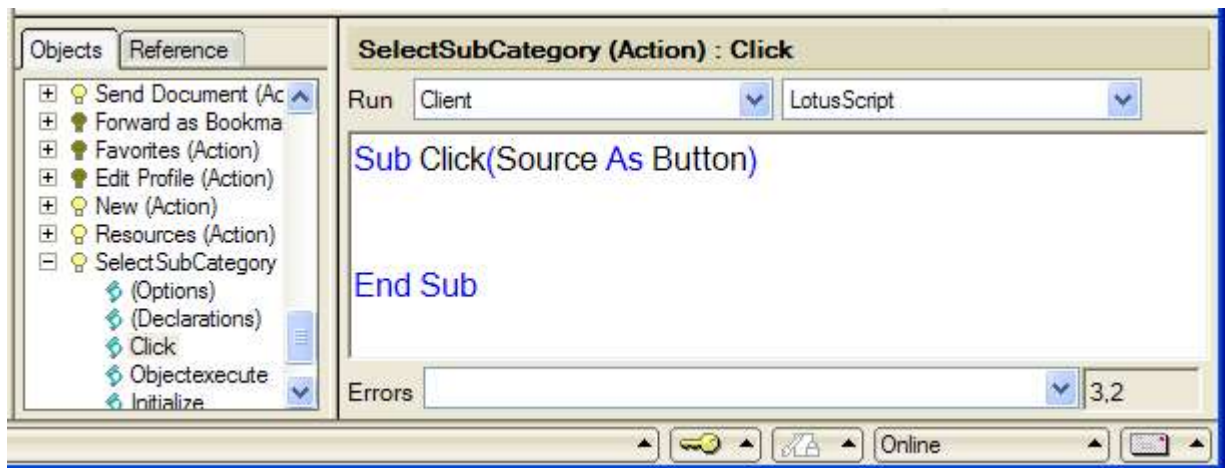 Objects Reference
Send Document (Ac
Forward as Bookma
Favorites (Action)
Edit Profile (Action)
New (Action)
Resources (Action)
SelectSubCategory
(Options)
(Declarations)
Click
Objectexecute
Initialize
SelectSubCategory (Action) : Click
Run Client LotusScript
Sub Click(Source As Button)
End Sub
Errors 3,2
Online